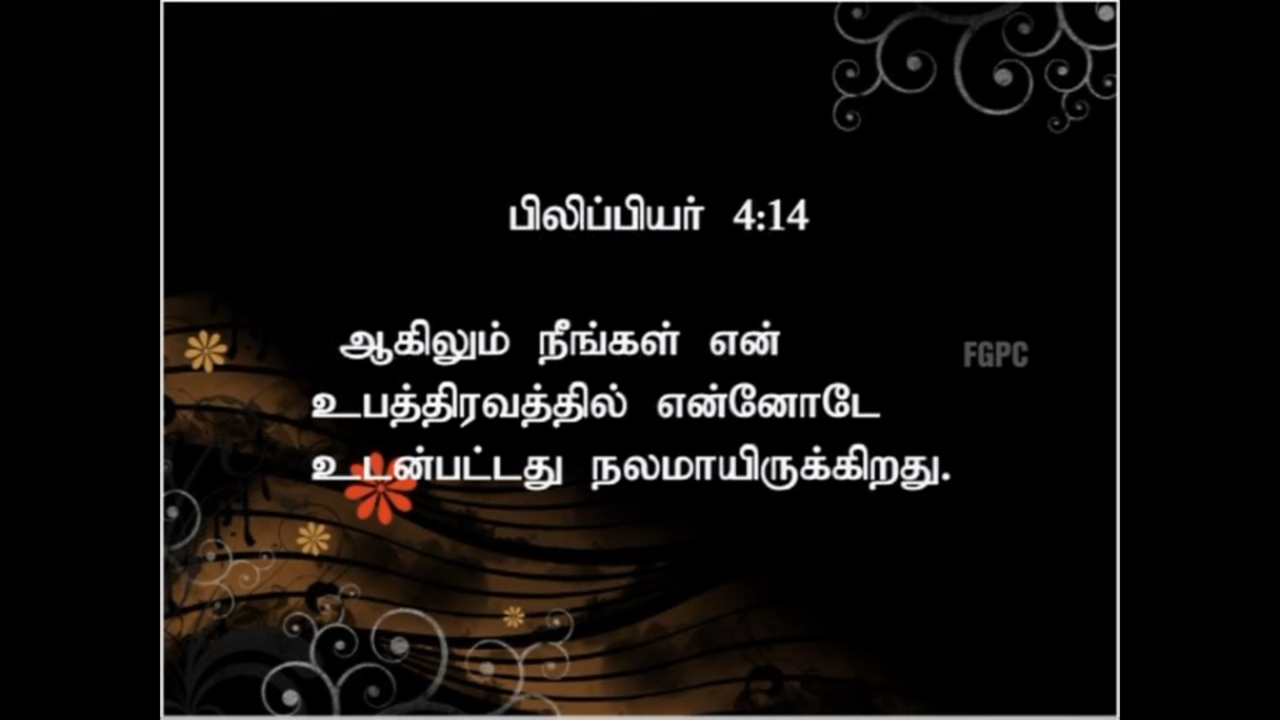 பிலிப்பியர் 4:14
ஆகிலும் நீங்கள் என்
உபத்திரவத்தில் என்னோடே
உடன்பட்டது நலமாயிருக்கிறது.
FGPC